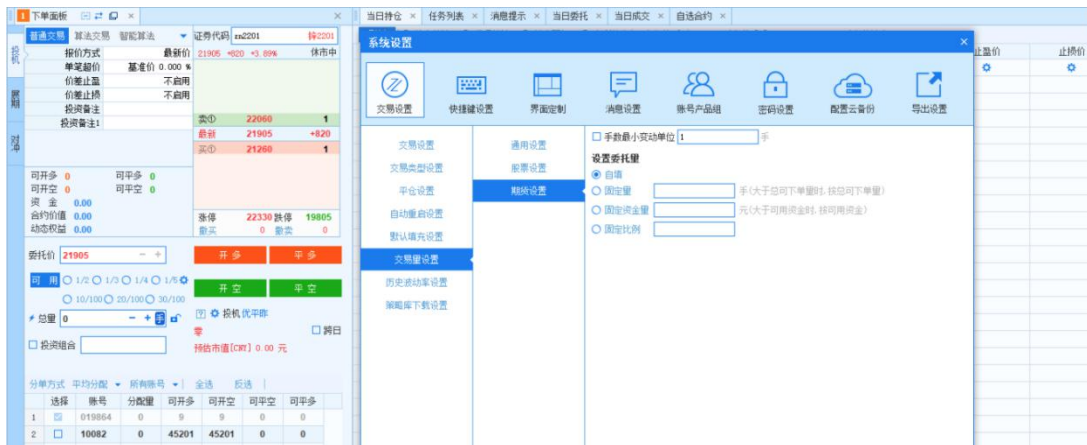 1 下单面板
当日持仓 任务列表 消息提示 当日委托 当日成交 自选合约
普通交易 算法交易 智能算法 证券代码 zn2201 锌2201
报价方式 最新价 21905 +820 +3.89% 休市中
单笔超价 基准价 0.000 %
价差止盈 不启用
价差止损 不启用
投资备注
投资备注1
投机
套期
对冲
卖① 22060 1
最新 21905 +820
买① 21260 1
可开多 0 可平多 0
可开空 0 可平空 0
资 金 0.00
合约价值 0.00
动态权益 0.00
涨停 22330 跌停 19805
撤买 0 撤卖 0
委托价 21905 - +
开多 平多
可用 1/2 1/3 1/4 1/5
开空 平空
10/100 20/100 30/100
总量 0 - + 手
? 投机 优平昨
零 跨日
投资组合
预估市值[CNY] 0.00 元
分单方式 平均分配 所有账号 全选 反选
选择 账号 分配量 可开多 可开空 可平空 可平多
1 019864 0 9 9 0 0
2 10082 0 45201 45201 0 0
系统设置
交易设置 快捷键设置 界面定制 消息设置 账号产品组 密码设置 配置云备份 导出设置
交易设置
交易类型设置
平仓设置
自动重启设置
默认填充设置
交易量设置
历史波动率设置
策略库下载设置
通用设置
股票设置
期货设置
手数最小变动单位 1 手
设置委托量
自填
固定量 手(大于总可下单量时,按总可下单量)
固定资金量 元(大于可用资金时,按可用资金)
固定比例
止盈价 止损价